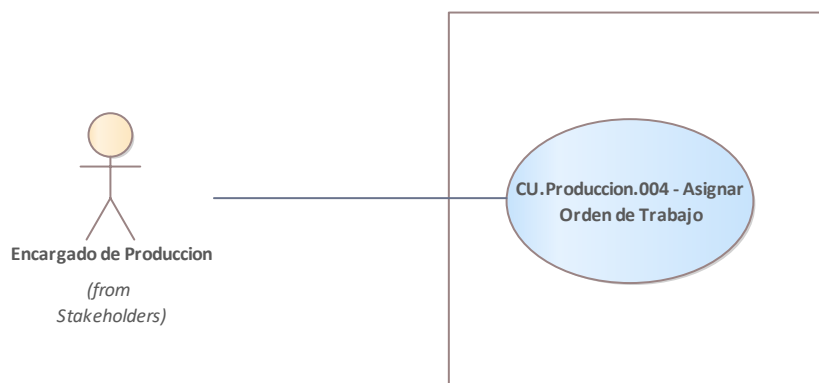 CU.Produccion.004 - Asignar
Orden de Trabajo
Encargado de Produccion
(from
Stakeholders)